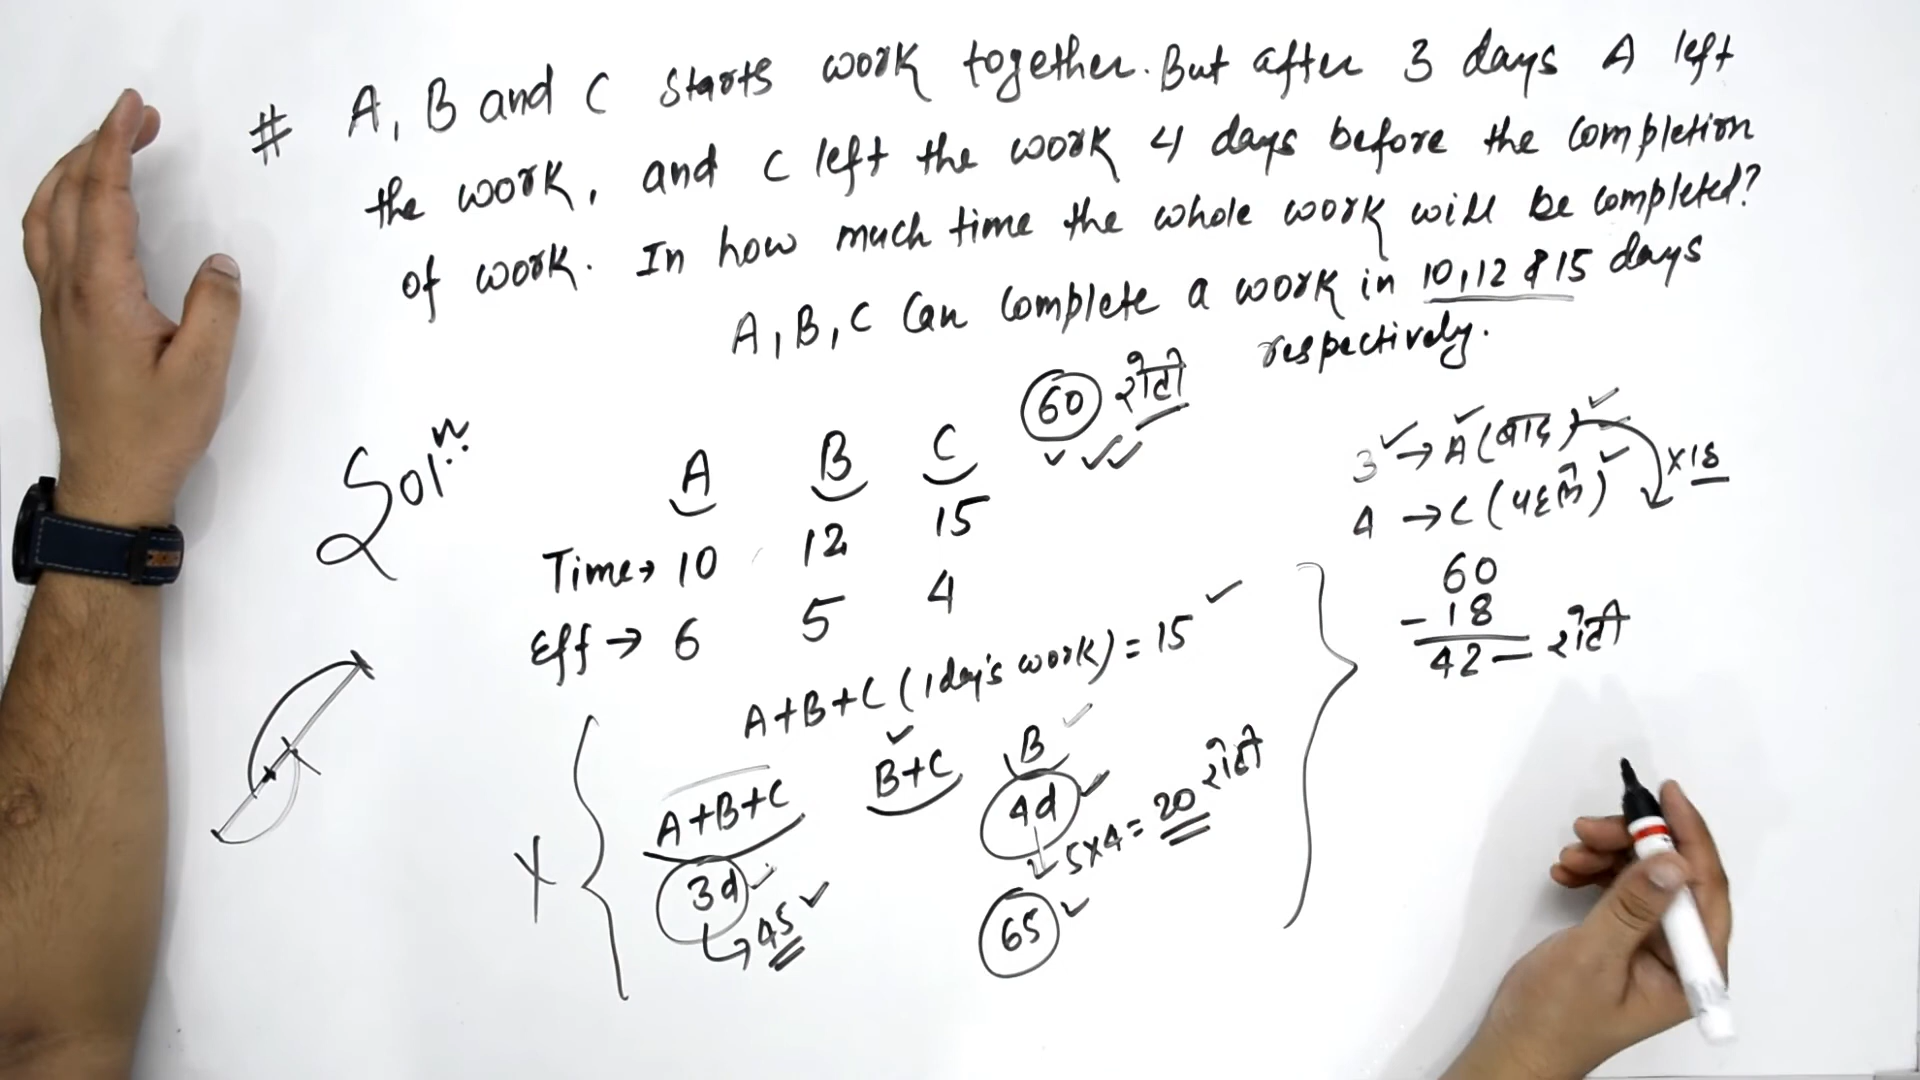 # A, B and C starts work together. But after 3 days A left
the work, and C left the work 4 days before the completion
of work. In how much time the whole work will be completed?
A, B, C Can complete a work in 10, 12 & 15 days
respectively.
Solⁿ:
60 रोटी
A B C
Time → 10 12 15
Eff → 6 5 4
A+B+C (1 day's work) = 15
A+B+C B+C B
3d 4d
→ 45
5×4 = 20 रोटी
65
3 → A (बाद)
×18
4 → C (पहले)
60
- 18
42 — रोटी